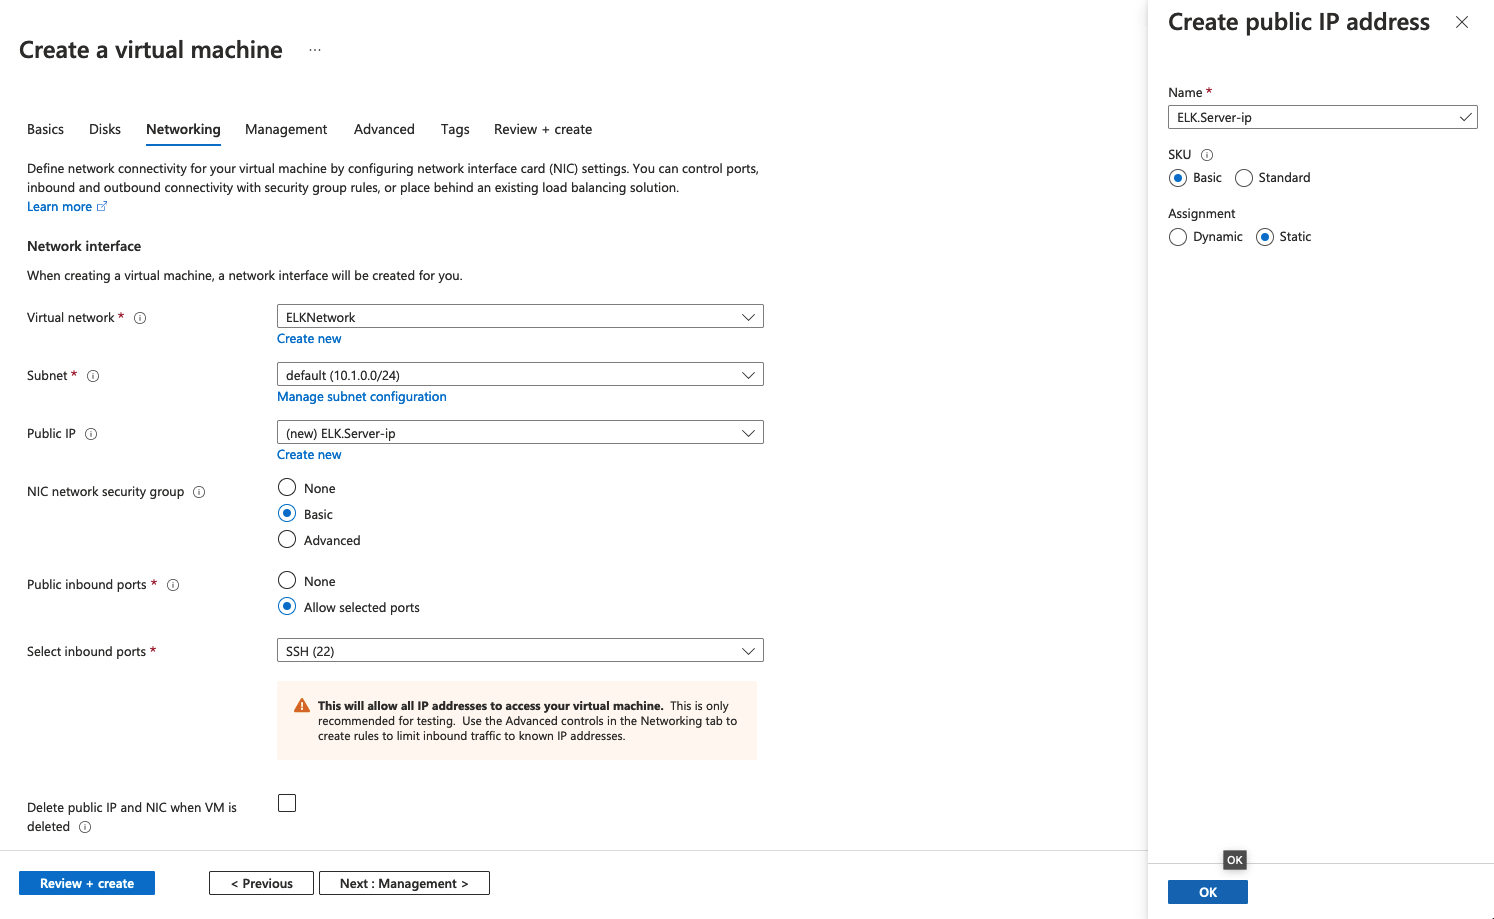 Create a virtual machine ...
Basics Disks Networking Management Advanced Tags Review + create
Define network connectivity for your virtual machine by configuring network interface card (NIC) settings. You can control ports,
inbound and outbound connectivity with security group rules, or place behind an existing load balancing solution.
Learn more
Network interface
When creating a virtual machine, a network interface will be created for you.
Virtual network *
ELKNetwork
Create new
Subnet *
default (10.1.0.0/24)
Manage subnet configuration
Public IP
(new) ELK.Server-ip
Create new
NIC network security group
None
Basic
Advanced
Public inbound ports *
None
Allow selected ports
Select inbound ports *
SSH (22)
This will allow all IP addresses to access your virtual machine. This is only
recommended for testing. Use the Advanced controls in the Networking tab to
create rules to limit inbound traffic to known IP addresses.
Delete public IP and NIC when VM is
deleted
Review + create
< Previous
Next : Management >
Create public IP address
Name *
ELK.Server-ip
SKU
Basic Standard
Assignment
Dynamic Static
OK
OK